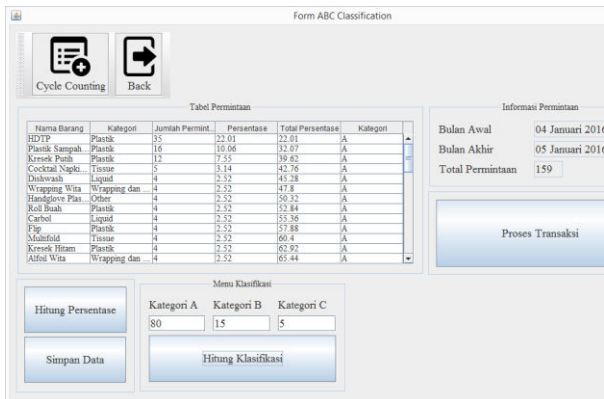 Form ABC Classification
Cycle Counting
Back
Tabel Permintaan
Nama Barang Kategori Jumlah Permint... Persentase Total Persentase Kategori
HDTP Plastik 35 22.01 22.01 A
Plastik Sampah... Plastik 16 10.06 32.07 A
Kresek Putih Plastik 12 7.55 39.62 A
Cocktail Napki... Tissue 5 3.14 42.76 A
Dishwash Liquid 4 2.52 45.28 A
Wrapping Wita Wrapping dan ... 4 2.52 47.8 A
Handglove Plas... Other 4 2.52 50.32 A
Roll Buah Plastik 4 2.52 52.84 A
Carbol Liquid 4 2.52 55.36 A
Flip Plastik 4 2.52 57.88 A
Multifold Tissue 4 2.52 60.4 A
Kresek Hitam Plastik 4 2.52 62.92 A
Alfoil Wita Wrapping dan ... 4 2.52 65.44 A
Informasi Permintaan
Bulan Awal 04 Januari 2016
Bulan Akhir 05 Januari 2016
Total Permintaan 159
Proses Transaksi
Hitung Persentase
Simpan Data
Menu Klasifikasi
Kategori A Kategori B Kategori C
80 15 5
Hitung Klasifikasi